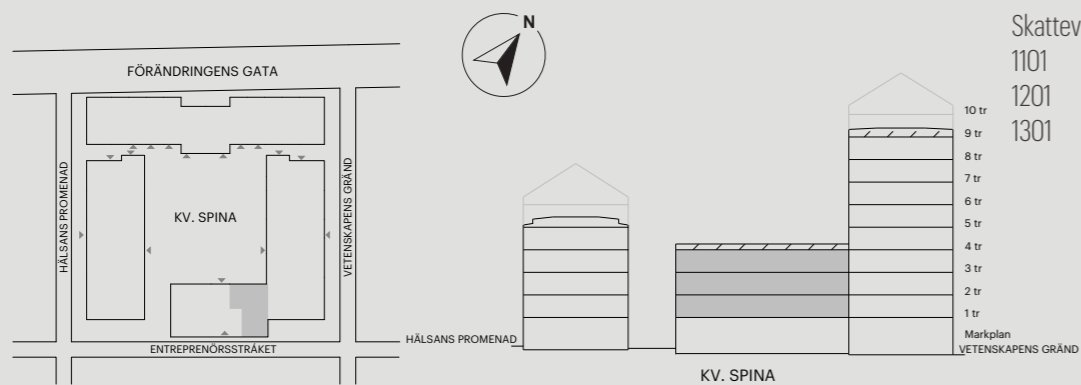 FÖRÄNDRINGENS GATA
HÄLSANS PROMENAD
KV. SPINA
VETENSKAPENS GRÄND
ENTREPRENÖRSSTRÅKET
N
HÄLSANS PROMENAD
KV. SPINA
10 tr
9 tr
8 tr
7 tr
6 tr
5 tr
4 tr
3 tr
2 tr
1 tr
Markplan
VETENSKAPENS GRÄND
Skattev
1101
1201
1301